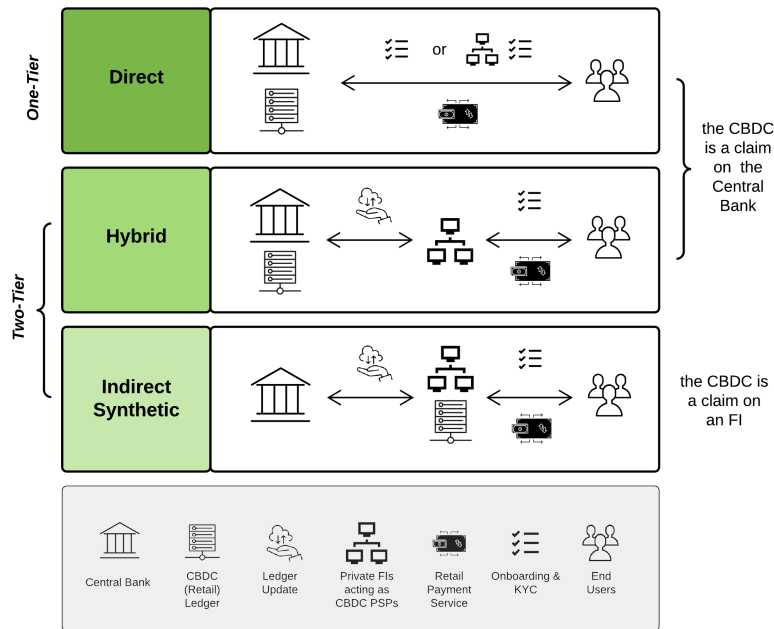 One-Tier
Direct
or
the CBDC
is a claim
on the
Central
Bank
Two-Tier
Hybrid
Indirect
Synthetic
the CBDC is
a claim on
an FI
Central Bank
CBDC
(Retail)
Ledger
Ledger
Update
Private FIs
acting as
CBDC PSPs
Retail
Payment
Service
Onboarding &
KYC
End
Users